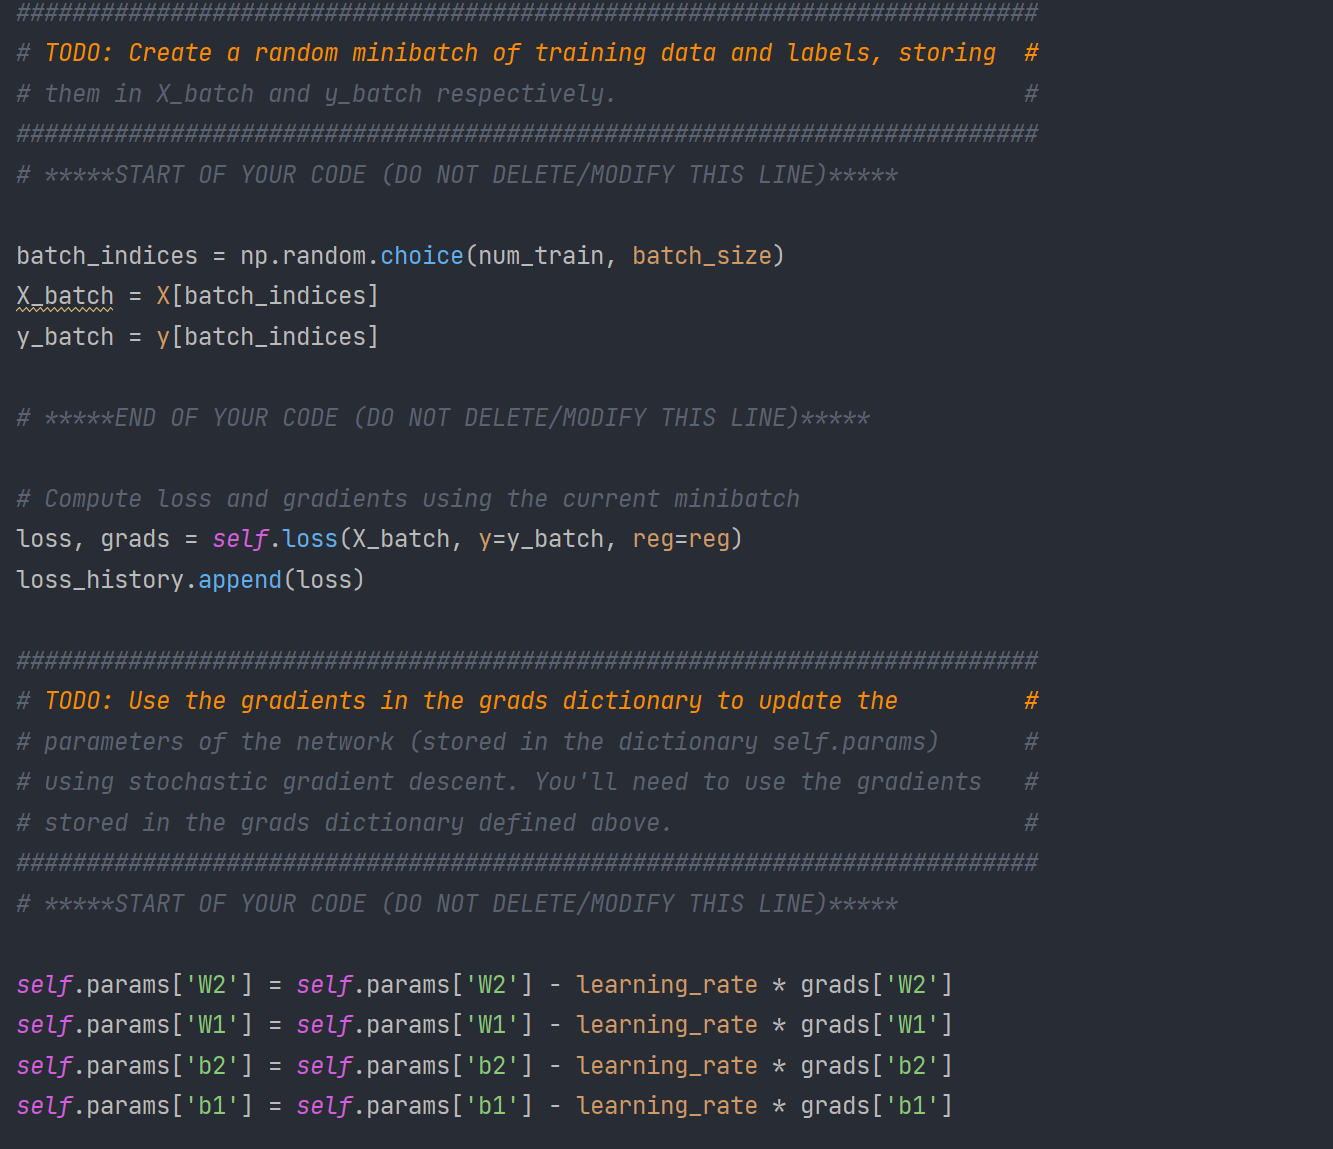 #########################################################################
# TODO: Create a random minibatch of training data and labels, storing  #
# them in X_batch and y_batch respectively.                             #
#########################################################################
# *****START OF YOUR CODE (DO NOT DELETE/MODIFY THIS LINE)*****
batch_indices = np.random.choice(num_train, batch_size)
X_batch = X[batch_indices]
y_batch = y[batch_indices]
# *****END OF YOUR CODE (DO NOT DELETE/MODIFY THIS LINE)*****
# Compute loss and gradients using the current minibatch
loss, grads = self.loss(X_batch, y=y_batch, reg=reg)
loss_history.append(loss)
#########################################################################
# TODO: Use the gradients in the grads dictionary to update the         #
# parameters of the network (stored in the dictionary self.params)      #
# using stochastic gradient descent. You'll need to use the gradients   #
# stored in the grads dictionary defined above.                         #
#########################################################################
# *****START OF YOUR CODE (DO NOT DELETE/MODIFY THIS LINE)*****
self.params['W2'] = self.params['W2'] - learning_rate * grads['W2']
self.params['W1'] = self.params['W1'] - learning_rate * grads['W1']
self.params['b2'] = self.params['b2'] - learning_rate * grads['b2']
self.params['b1'] = self.params['b1'] - learning_rate * grads['b1']